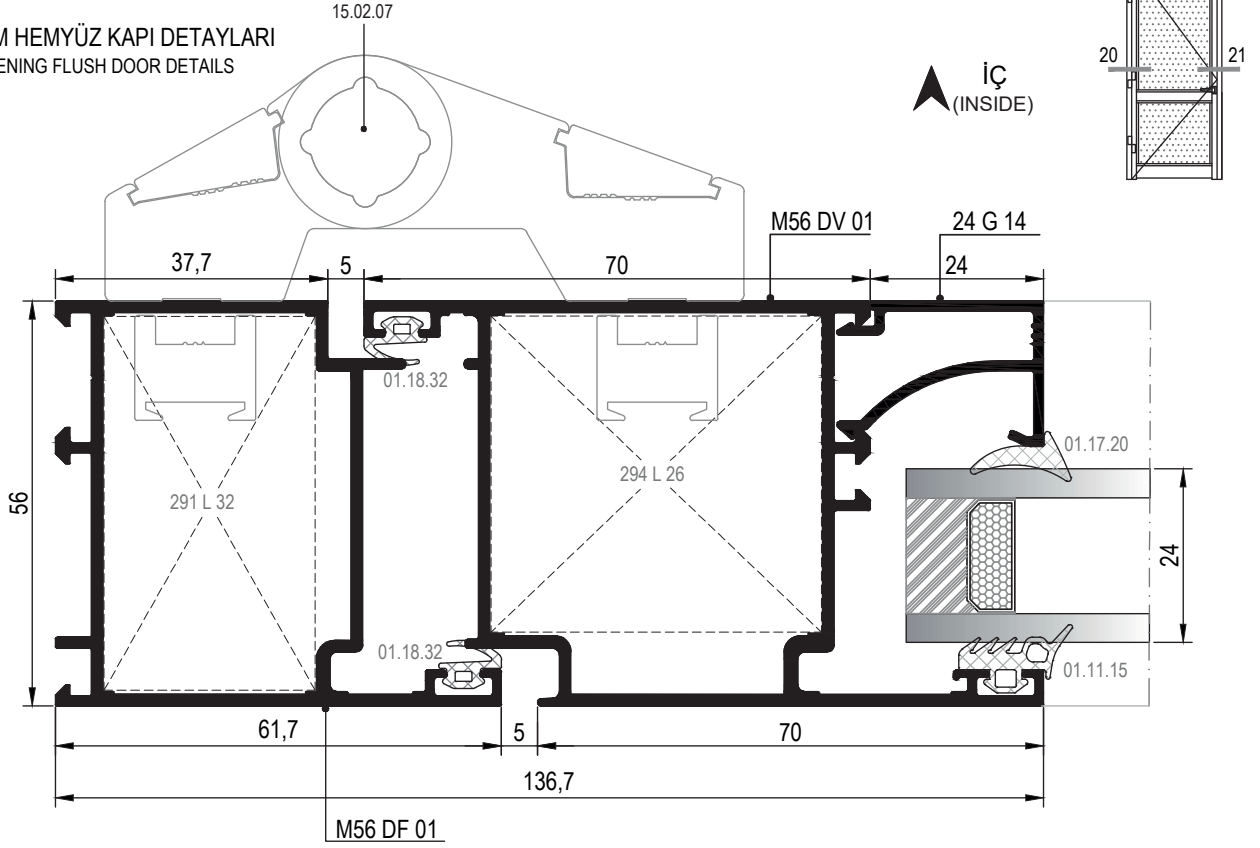 15.02.07
M HEMYÜZ KAPI DETAYLARI
ENING FLUSH DOOR DETAILS
İÇ
(INSIDE)
20
21
M56 DV 01
24 G 14
37,7
5
70
24
01.18.32
01.17.20
291 L 32
294 L 26
56
24
01.18.32
01.11.15
61,7
5
70
136,7
M56 DF 01